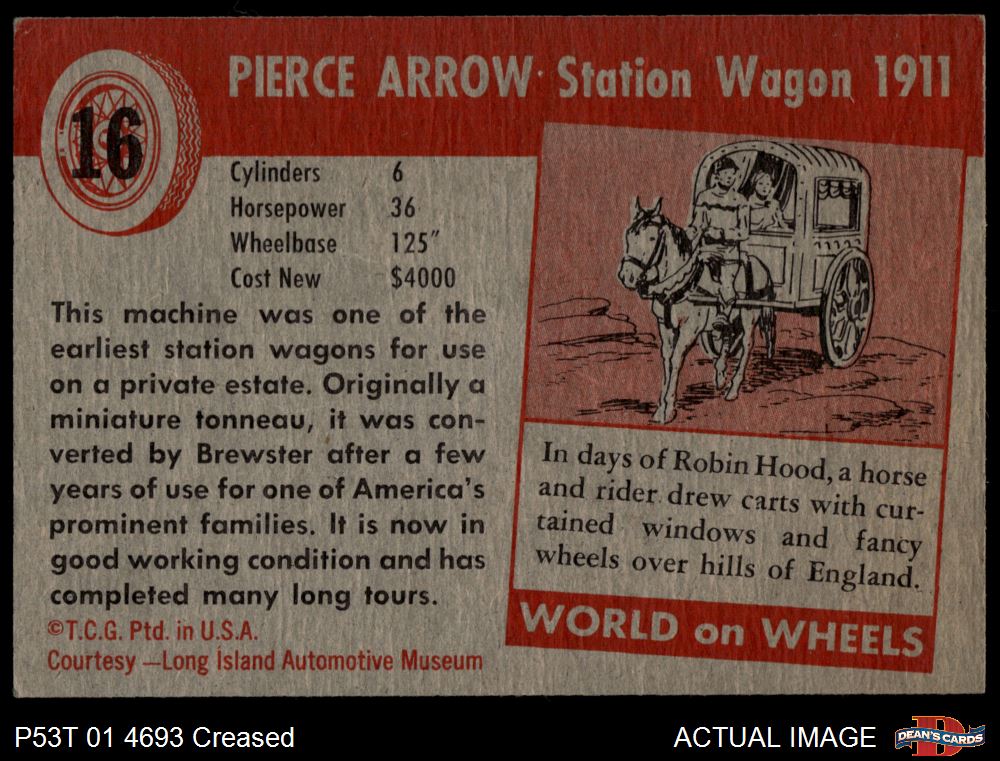 16
PIERCE ARROW Station Wagon 1911
Cylinders 6
Horsepower 36
Wheelbase 125"
Cost New $4000
This machine was one of the
earliest station wagons for use
on a private estate. Originally a
miniature tonneau, it was con-
verted by Brewster after a few
years of use for one of America's
prominent families. It is now in
good working condition and has
completed many long tours.
©T.C.G. Ptd. in U.S.A.
Courtesy —Long Island Automotive Museum
In days of Robin Hood, a horse
and rider drew carts with cur-
tained windows and fancy
wheels over hills of England.
WORLD on WHEELS
P53T 01 4693 Creased
ACTUAL IMAGE
DEAN'S CARDS